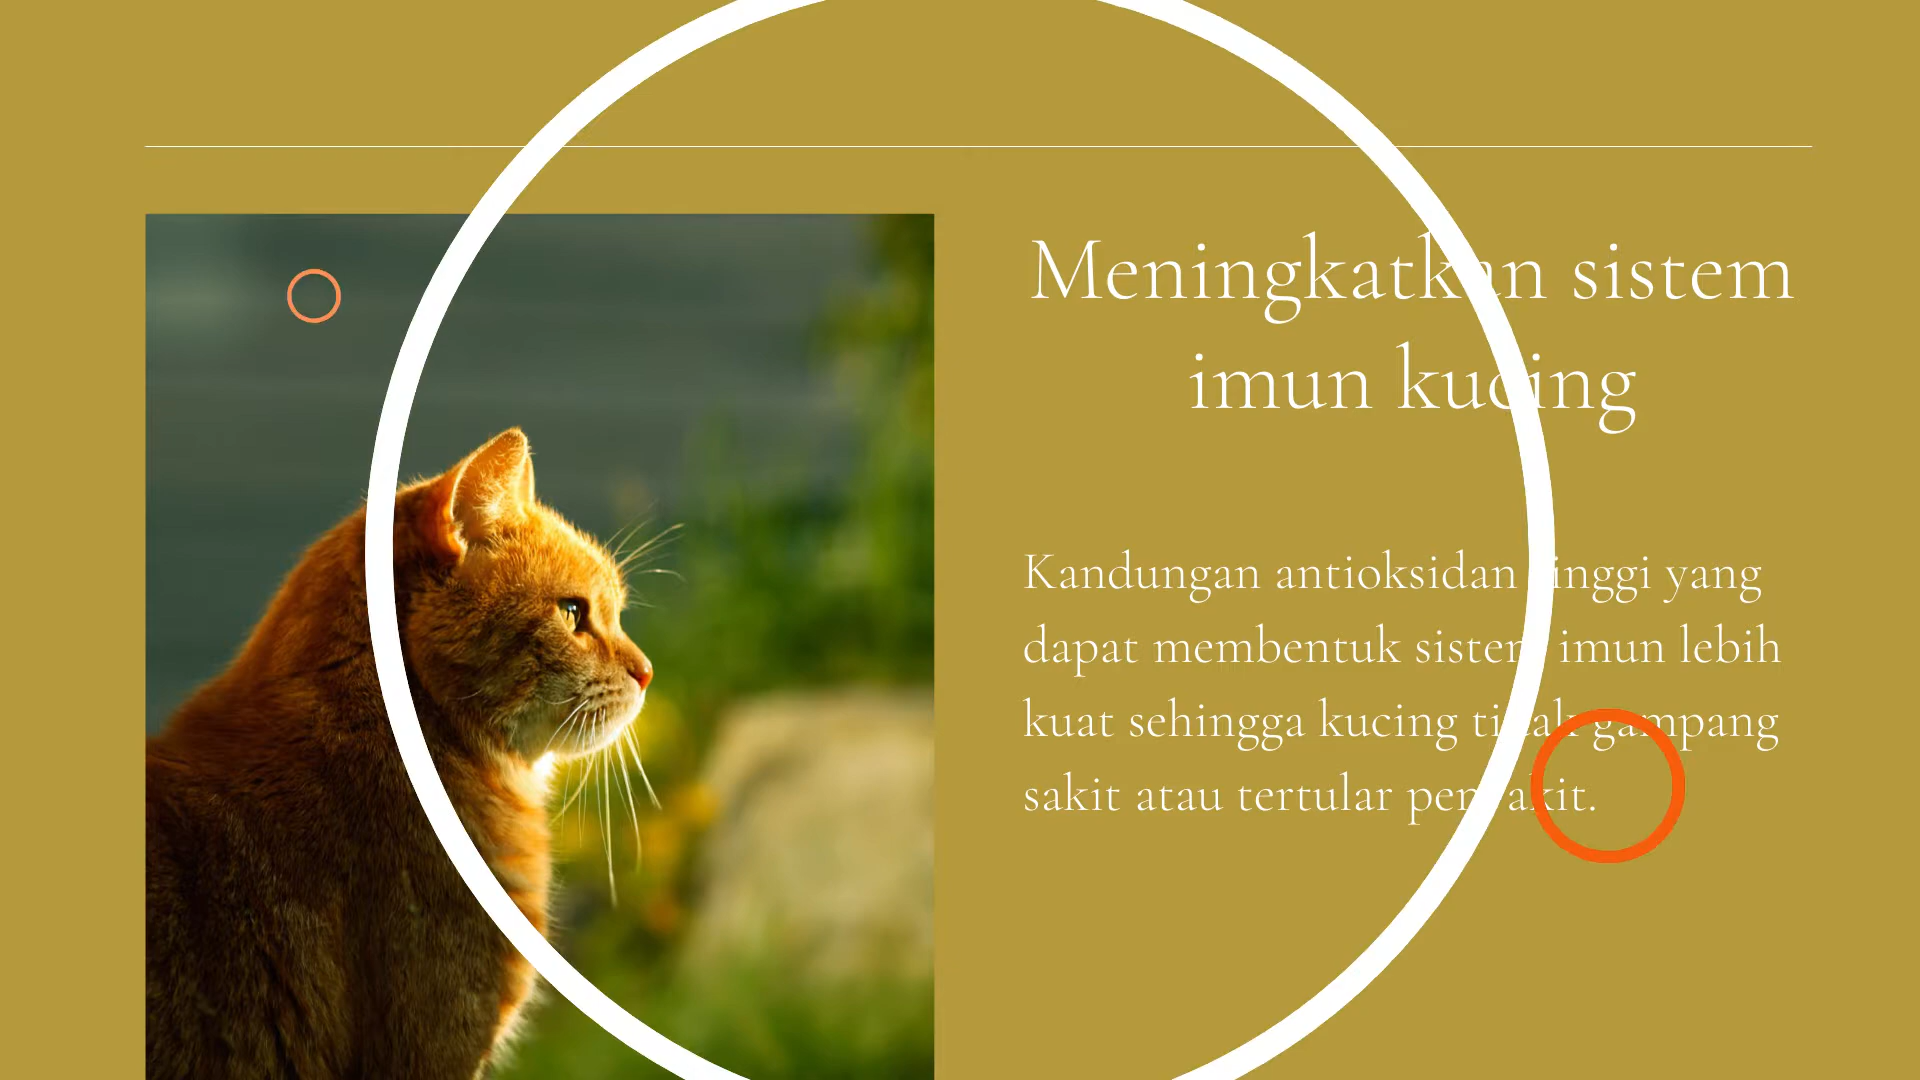 Meningkatkan sistem
imun kucing
Kandungan antioksidan tinggi yang
dapat membentuk sistem imun lebih
kuat sehingga kucing tidak gampang
sakit atau tertular penyakit.